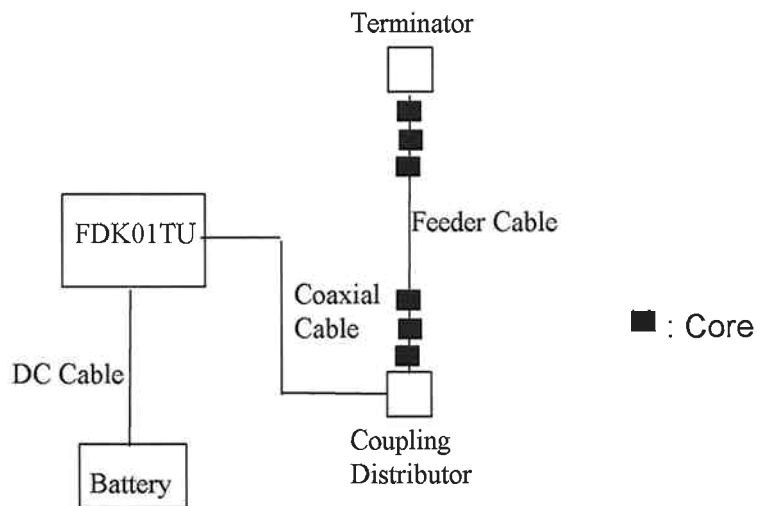 Terminator
FDK01TU
Feeder Cable
Coaxial
Cable
: Core
DC Cable
Coupling
Distributor
Battery